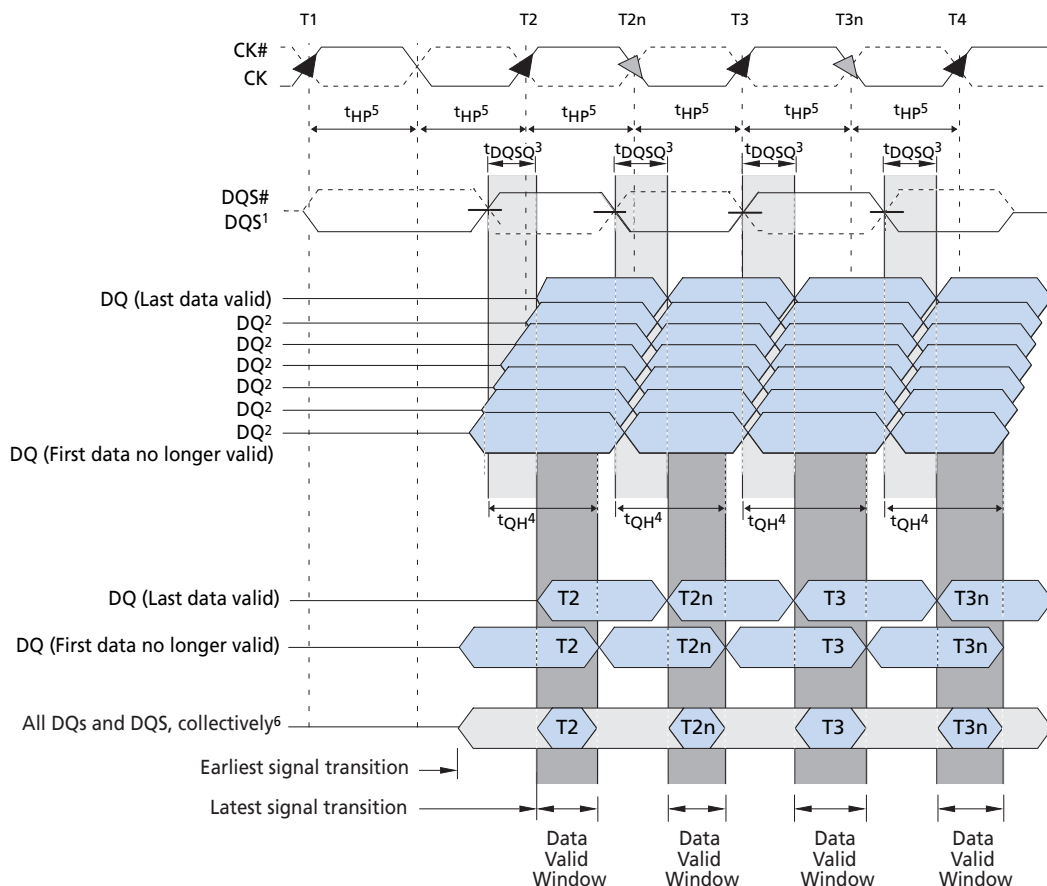 T1 T2 T2n T3 T3n T4
CK#
CK
tHP5 tHP5 tHP5 tHP5 tHP5 tHP5
tDQSQ3 tDQSQ3 tDQSQ3 tDQSQ3
DQS#
DQS1
DQ (Last data valid)
DQ2
DQ2
DQ2
DQ2
DQ2
DQ2
DQ (First data no longer valid)
tQH4 tQH4 tQH4 tQH4
DQ (Last data valid) T2 T2n T3 T3n
DQ (First data no longer valid) T2 T2n T3 T3n
All DQs and DQS, collectively6 T2 T2n T3 T3n
Earliest signal transition
Latest signal transition
Data Data Data Data
Valid Valid Valid Valid
Window Window Window Window